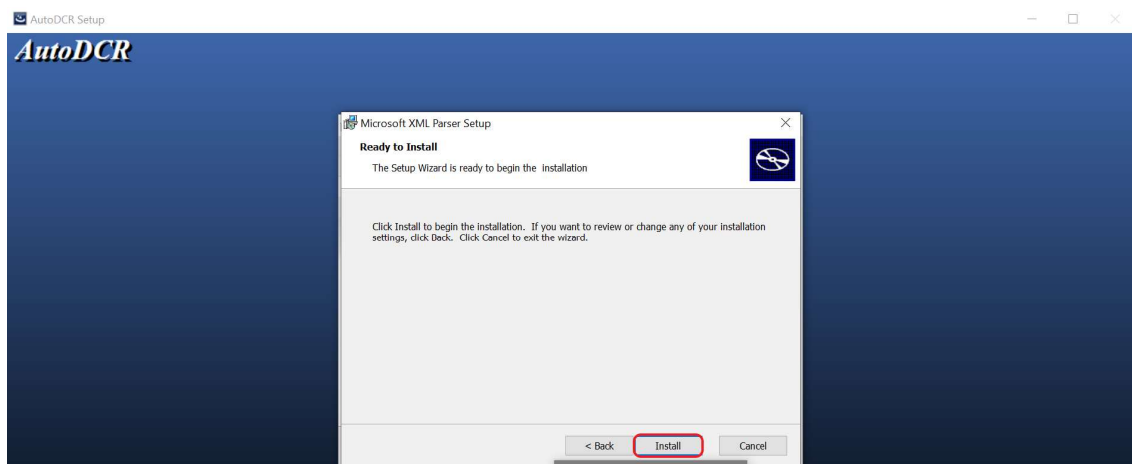 AutoDCR Setup
AutoDCR
Microsoft XML Parser Setup
Ready to Install
The Setup Wizard is ready to begin the installation
Click Install to begin the installation. If you want to review or change any of your installation
settings, click Back. Click Cancel to exit the wizard.
< Back Install Cancel